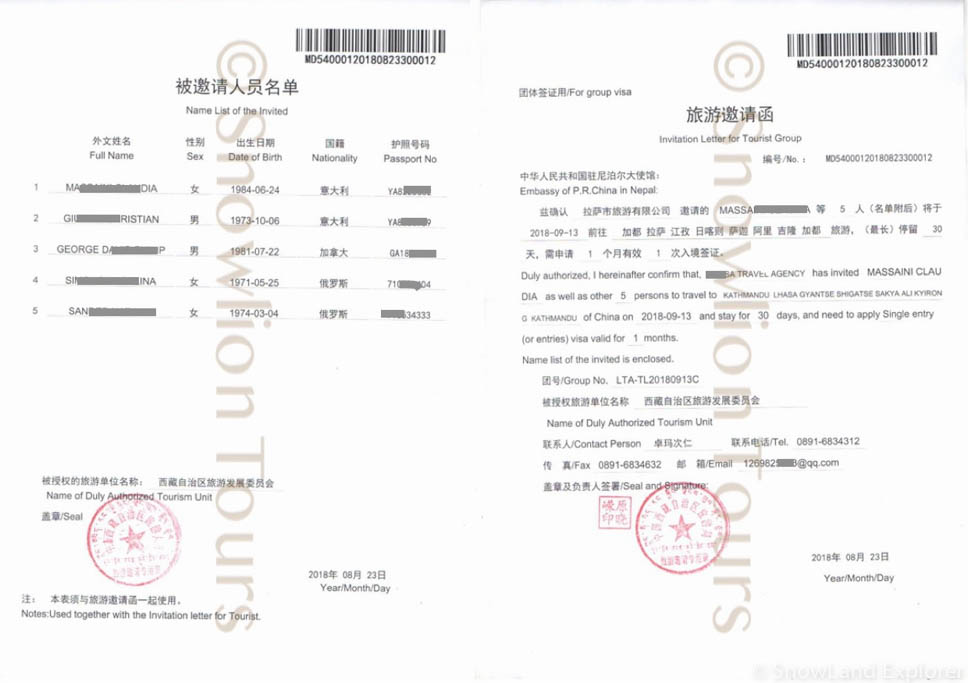 MD54000120180823300012
被邀请人员名单
Name List of the Invited
外文姓名 性别 出生日期 国籍 护照号码
Full Name Sex Date of Birth Nationality Passport No
1 MA DIA 女 1984-06-24 意大利 YA8
2 GIU RISTIAN 男 1973-10-06 意大利 YA8 9
3 GEORGE DA P 男 1981-07-22 加拿大 GA18
4 SIM INA 女 1971-05-25 俄罗斯 710 04
5 SAN 女 1974-03-04 俄罗斯 34333
被授权的旅游单位名称： 西藏自治区旅游发展委员会
Name of Duly Authorized Tourism Unit
盖章/Seal
2018年 08月 23日
Year/Month/Day
注： 本表须与旅游邀请函一起使用。
Notes:Used together with the Invitation letter for Tourist.
© Snowlion Tours
MD54000120180823300012
团体签证用/For group visa
旅游邀请函
Invitation Letter for Tourist Group
编号/No.： MD54000120180823300012
中华人民共和国驻尼泊尔大使馆:
Embassy of P.R.China in Nepal:
兹确认 拉萨市旅游有限公司 邀请的 MASSA A 等 5 人（名单附后）将于
2018-09-13 前往 加都 拉萨 江孜 日喀则 萨迦 阿里 吉隆 加都 旅游，（最长）停留 30
天，需申请 1 个月有效 1 次入境签证。
Duly authorized, I hereinafter confirm that, SA TRAVEL AGENCY has invited MASSAINI CLAU
DIA as well as other 5 persons to travel to KATHMANDU LHASA GYANTSE SHIGATSE SAKYA ALI KYIRON
G KATHMANDU of China on 2018-09-13 and stay for 30 days, and need to apply Single entry
(or entries) visa valid for 1 months.
Name list of the invited is enclosed.
团号/Group No. LTA-TL20180913C
被授权旅游单位名称 西藏自治区旅游发展委员会
Name of Duly Authorized Tourism Unit
联系人/Contact Person 卓玛次仁 联系电话/Tel. 0891-6834312
传 真/Fax 0891-6834632 邮 箱/Email 126982 8@qq.com
盖章及负责人签署/Seal and Signature:
2018年 08月 23日
Year/Month/Day
© Snowlion Tours
© SnowLand Explorer